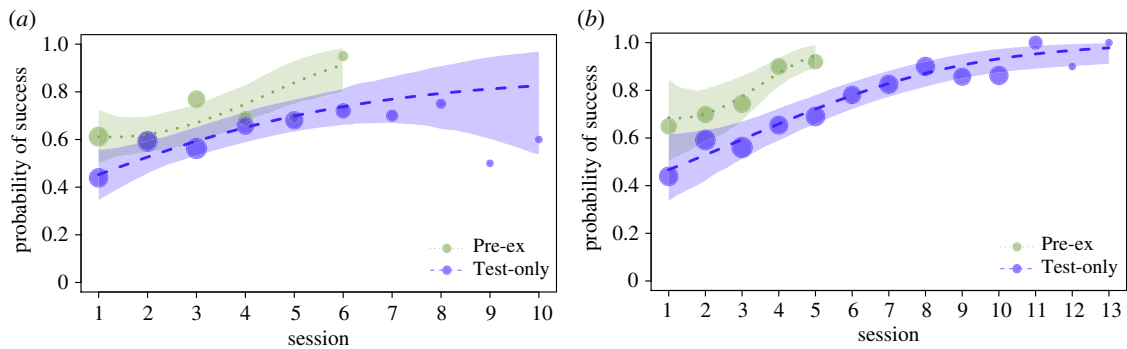 (a)
1.0
0.8
0.6
0.4
0.2
0
probability of success
1 2 3 4 5 6 7 8 9 10
session
Pre-ex
Test-only
(b)
1.0
0.8
0.6
0.4
0.2
0
probability of success
1 2 3 4 5 6 7 8 9 10 11 12 13
session
Pre-ex
Test-only